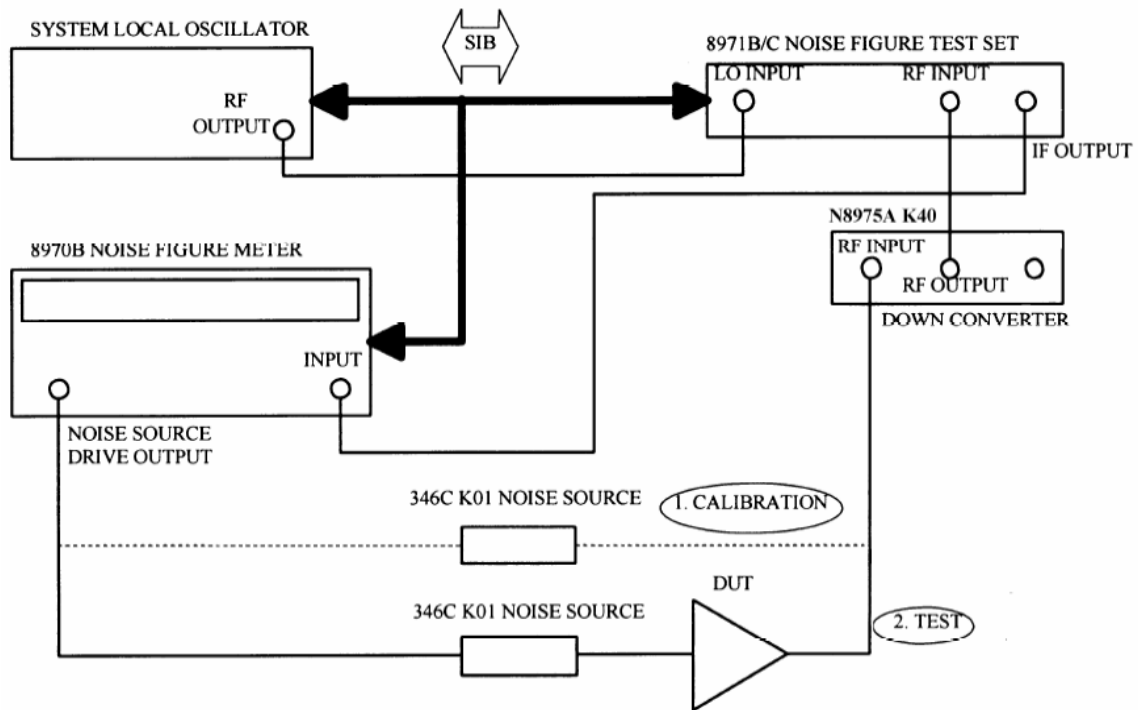 SYSTEM LOCAL OSCILLATOR
SIB
8971B/C NOISE FIGURE TEST SET
LO INPUT
RF INPUT
RF
OUTPUT
IF OUTPUT
N8975A K40
8970B NOISE FIGURE METER
RF INPUT
RF OUTPUT
DOWN CONVERTER
INPUT
NOISE SOURCE
DRIVE OUTPUT
346C K01 NOISE SOURCE
1. CALIBRATION
DUT
346C K01 NOISE SOURCE
2. TEST